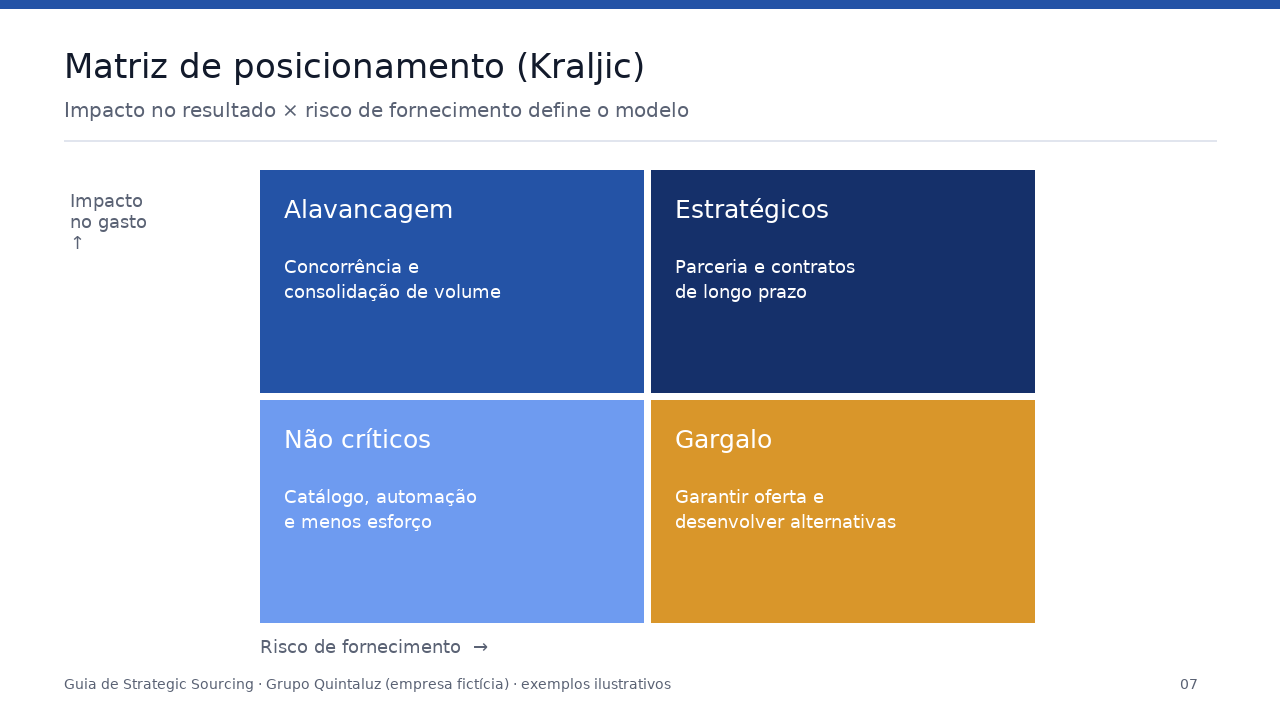 Matriz de posicionamento (Kraljic)
Impacto no resultado × risco de fornecimento define o modelo
Impacto
no gasto
↑
Alavancagem
Concorrência e
consolidação de volume
Estratégicos
Parceria e contratos
de longo prazo
Não críticos
Catálogo, automação
e menos esforço
Gargalo
Garantir oferta e
desenvolver alternativas
Risco de fornecimento →
Guia de Strategic Sourcing · Grupo Quintaluz (empresa fictícia) · exemplos ilustrativos
07